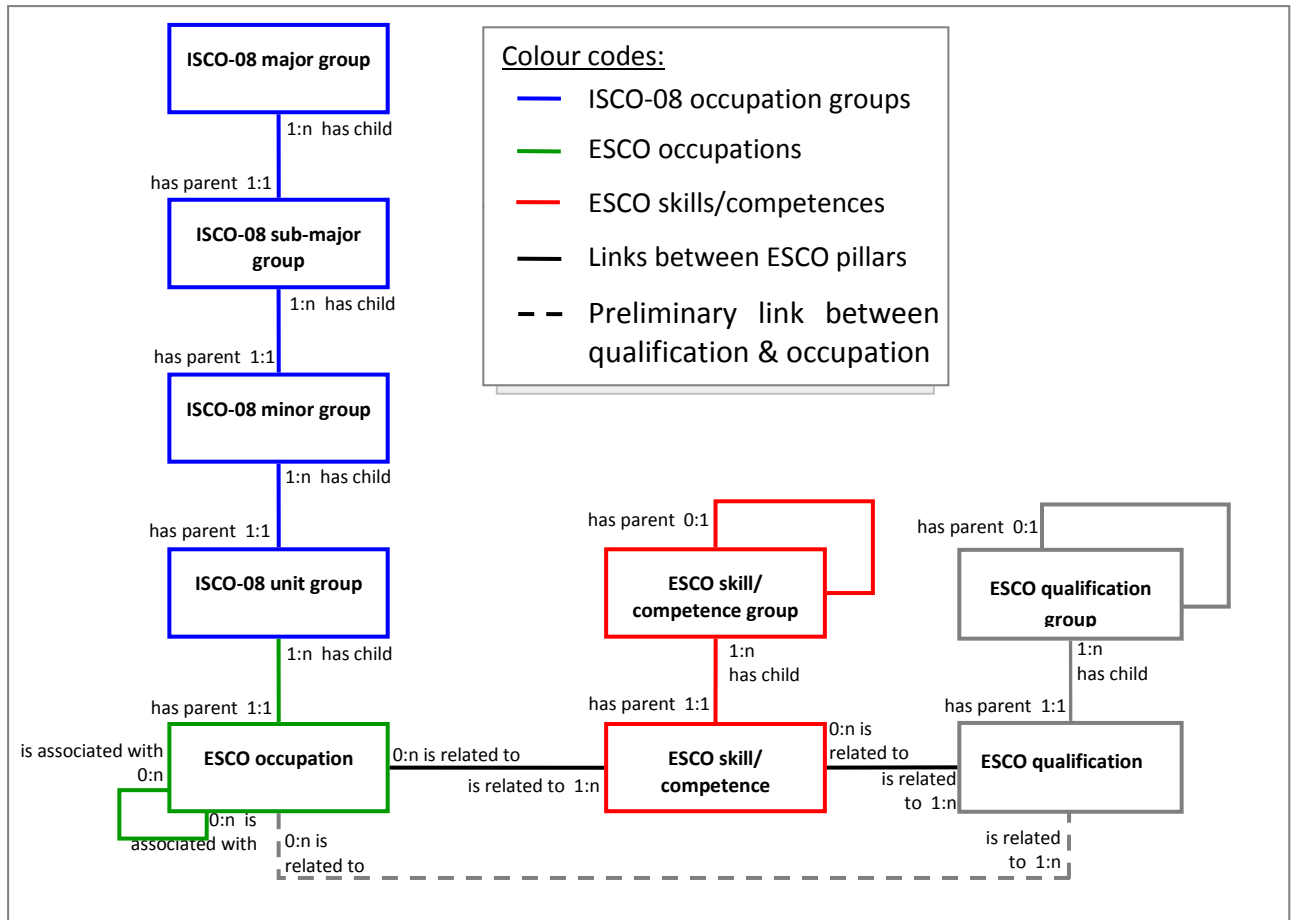 ISCO-08 major group
1:n has child
has parent 1:1
ISCO-08 sub-major
group
1:n has child
has parent 1:1
ISCO-08 minor group
1:n has child
has parent 1:1
ISCO-08 unit group
1:n has child
has parent 1:1
ESCO occupation
is associated with
0:n
0:n is
associated with
0:n is
related to
0:n is related to
is related to 1:n
Colour codes:
ISCO-08 occupation groups
ESCO occupations
ESCO skills/competences
Links between ESCO pillars
Preliminary link between
qualification & occupation
has parent 0:1
ESCO skill/
competence group
1:n
has child
has parent 1:1
ESCO skill/
competence
0:n is
related to
is related
to 1:n
has parent 0:1
ESCO qualification
group
1:n
has child
has parent 1:1
ESCO qualification
is related
to 1:n